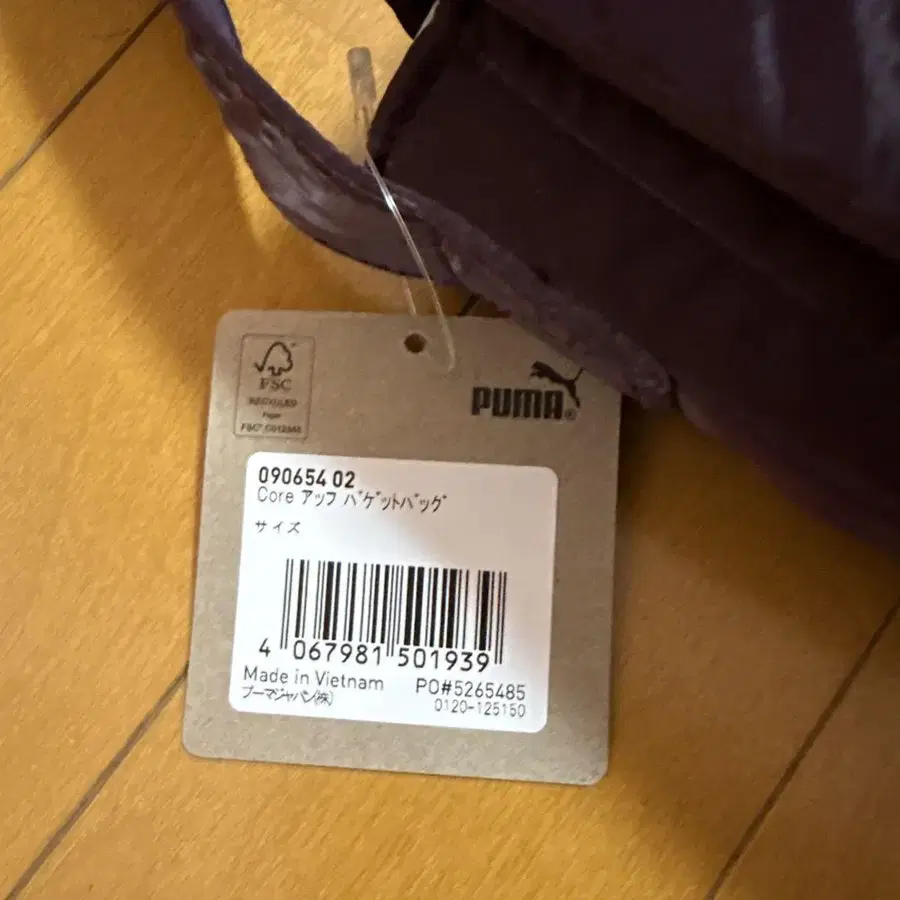 FSC
RECYCLED
Paper
PUMA®
090654 02
Core アップ バゲットバッグ
サイズ
4 067981 501939
Made in Vietnam PO#5265485
プーマジャパン(株) 0120-125150